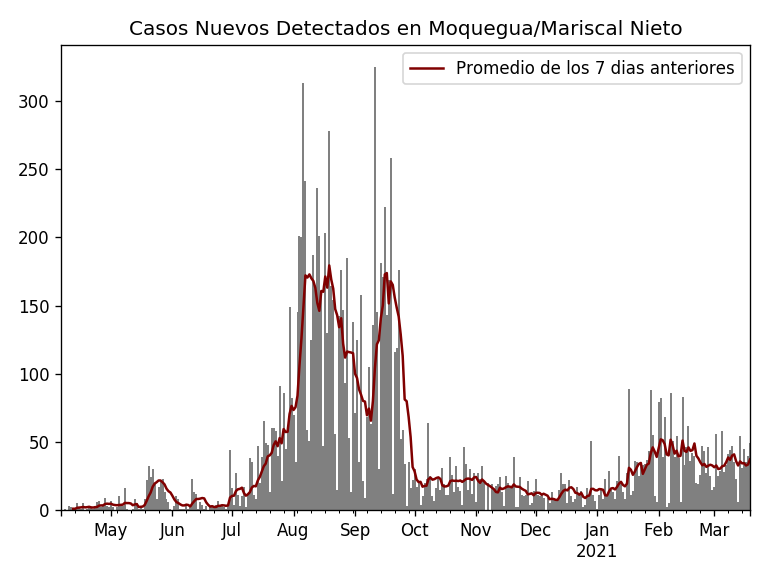 Casos Nuevos Detectados en Moquegua/Mariscal Nieto
Promedio de los 7 dias anteriores
300
250
200
150
100
50
0
May Jun Jul Aug Sep Oct Nov Dec Jan Feb Mar
2021